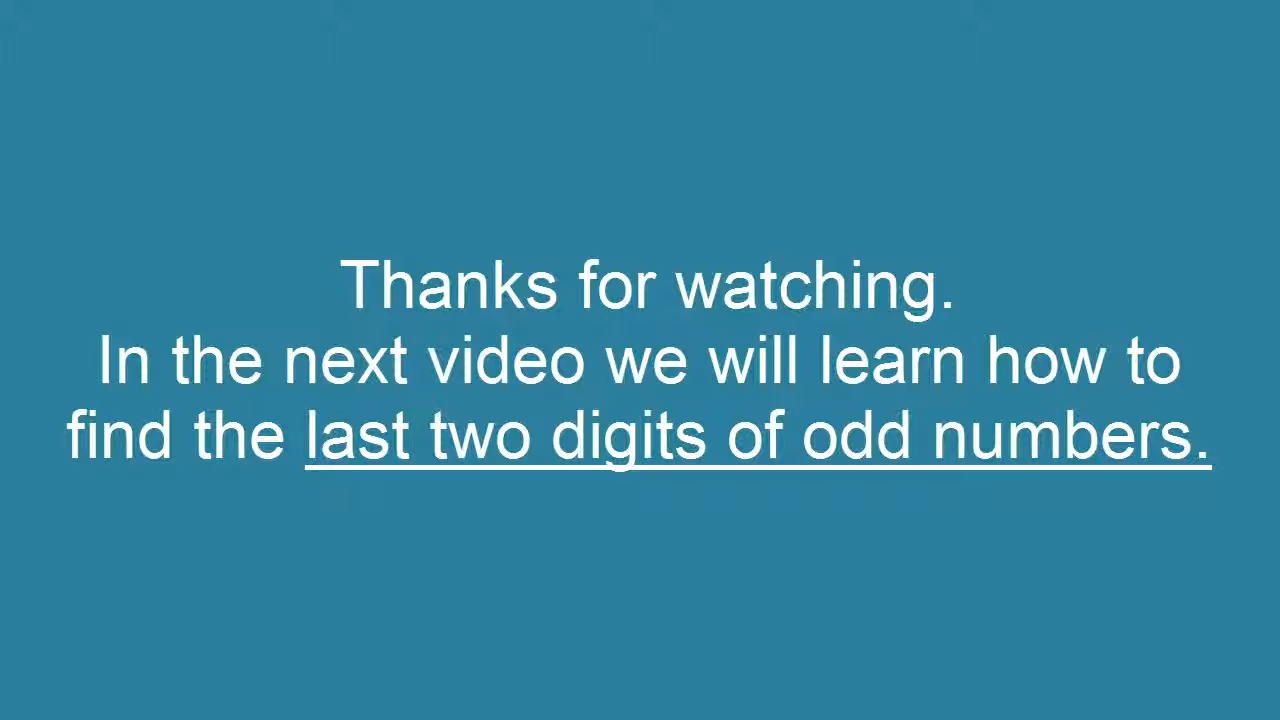 Thanks for watching.
In the next video we will learn how to
find the last two digits of odd numbers.